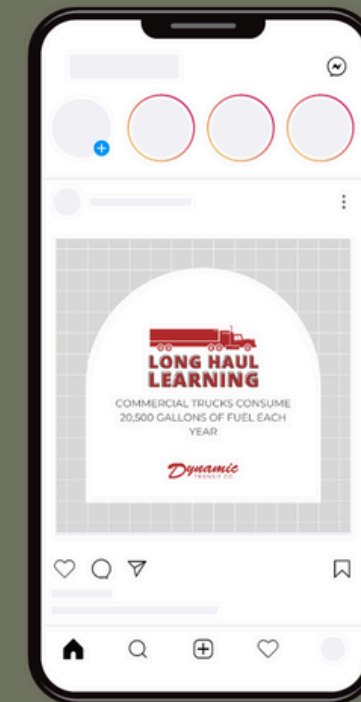 LONG HAUL
LEARNING
COMMERCIAL TRUCKS CONSUME
20,500 GALLONS OF FUEL EACH
YEAR
Dynamic
TRANSIT CO.